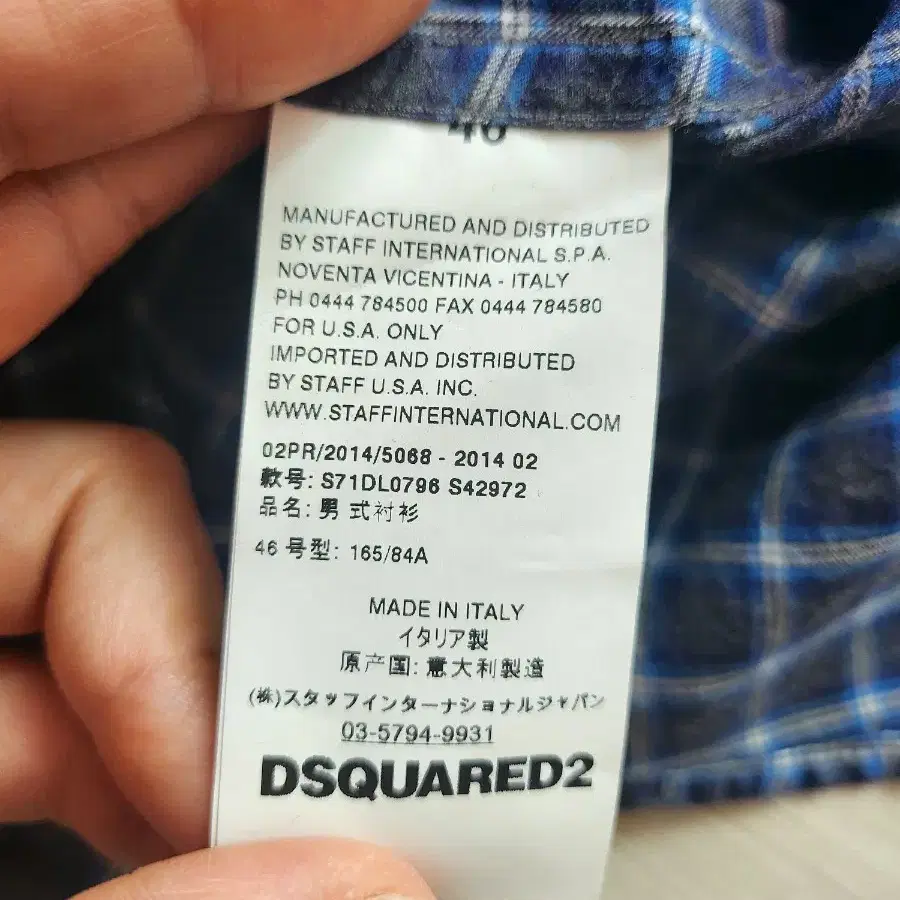 46
MANUFACTURED AND DISTRIBUTED
BY STAFF INTERNATIONAL S.P.A.
NOVENTA VICENTINA - ITALY
PH 0444 784500 FAX 0444 784580
FOR U.S.A. ONLY
IMPORTED AND DISTRIBUTED
BY STAFF U.S.A. INC.
WWW.STAFFINTERNATIONAL.COM
02PR/2014/5068 - 2014 02
款号: S71DL0796 S42972
品名: 男 式衬衫
46 号型: 165/84A
MADE IN ITALY
イタリア製
原产国: 意大利製造
(株)スタッフインターナショナルジャパン
03-5794-9931
DSQUARED2